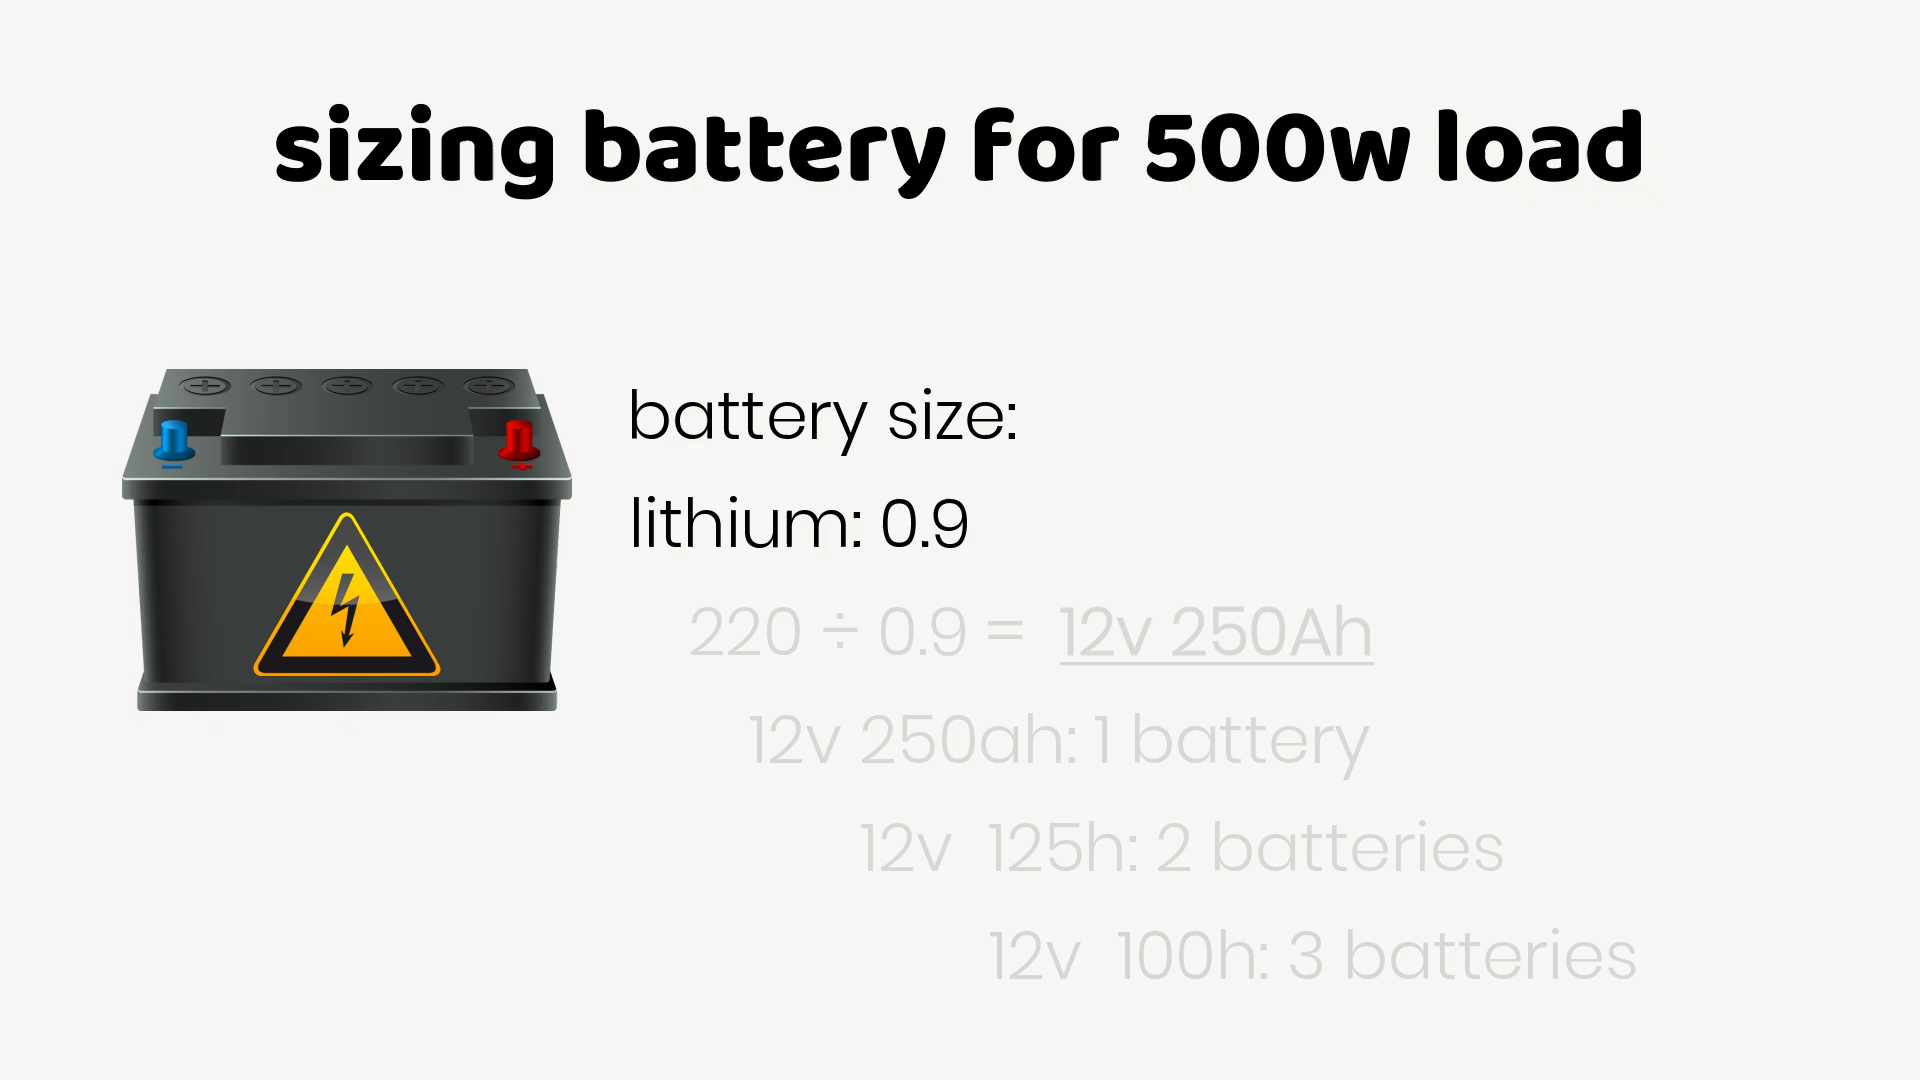 sizing battery for 500w load
battery size:
lithium: 0.9
220 ÷ 0.9 = 12v 250Ah
12v 250ah: 1 battery
12v 125h: 2 batteries
12v 100h: 3 batteries